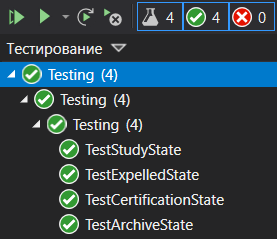 4 4 0
Тестирование
Testing (4)
Testing (4)
Testing (4)
TestStudyState
TestExpelledState
TestCertificationState
TestArchiveState